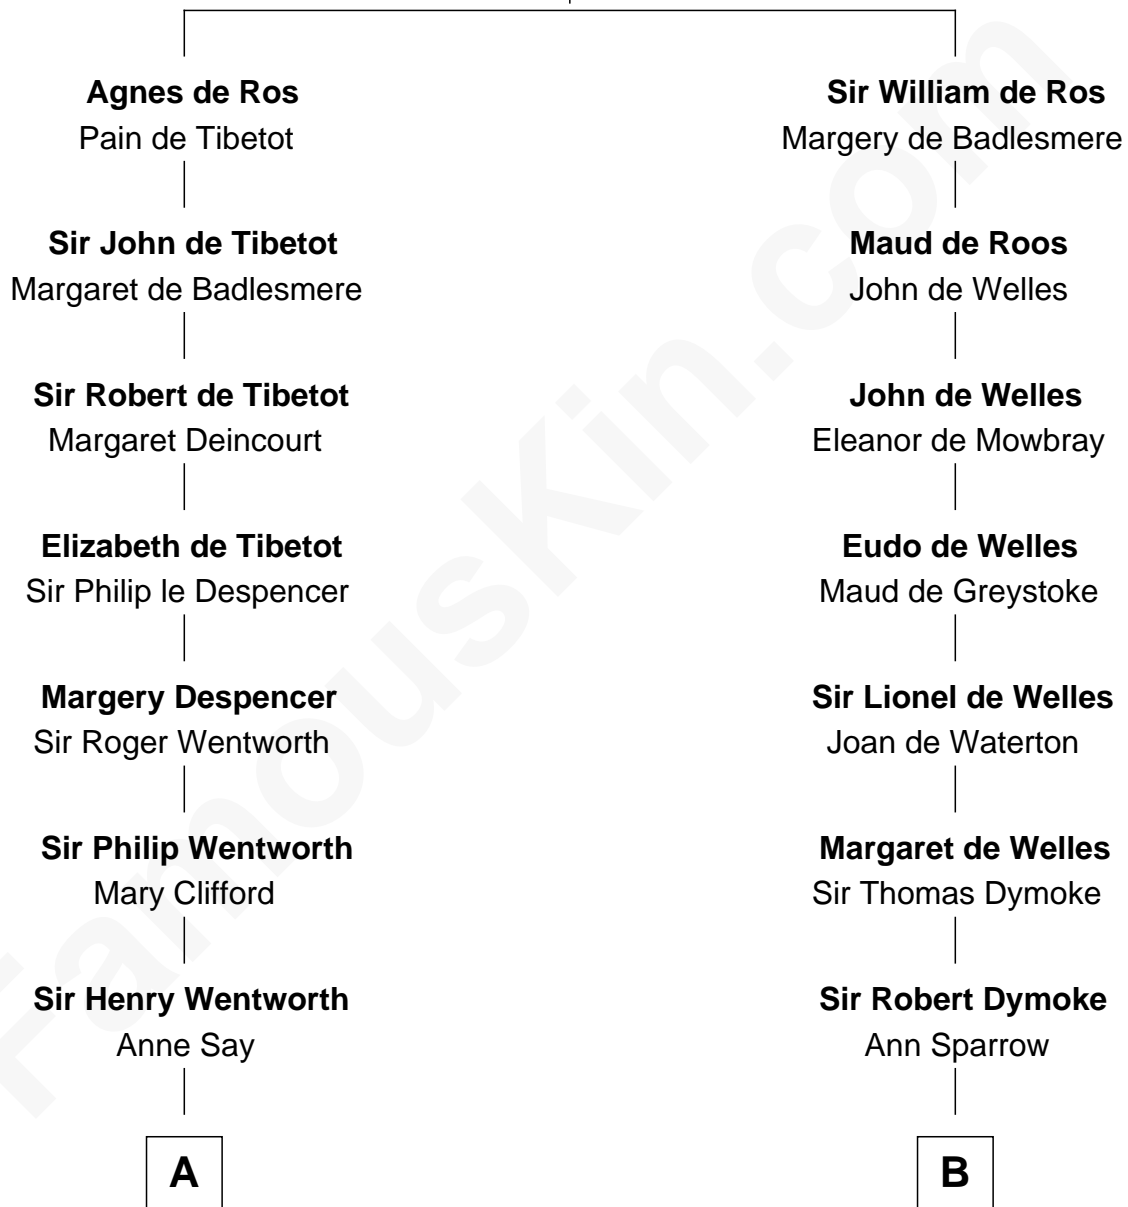 Agnes de Ros
Pain de Tibetot
Sir John de Tibetot
Margaret de Badlesmere
Sir Robert de Tibetot
Margaret Deincourt
Elizabeth de Tibetot
Sir Philip le Despencer
Margery Despencer
Sir Roger Wentworth
Sir Philip Wentworth
Mary Clifford
Sir Henry Wentworth
Anne Say
A
Sir William de Ros
Margery de Badlesmere
Maud de Roos
John de Welles
John de Welles
Eleanor de Mowbray
Eudo de Welles
Maud de Greystoke
Sir Lionel de Welles
Joan de Waterton
Margaret de Welles
Sir Thomas Dymoke
Sir Robert Dymoke
Ann Sparrow
B
FamousKin.com